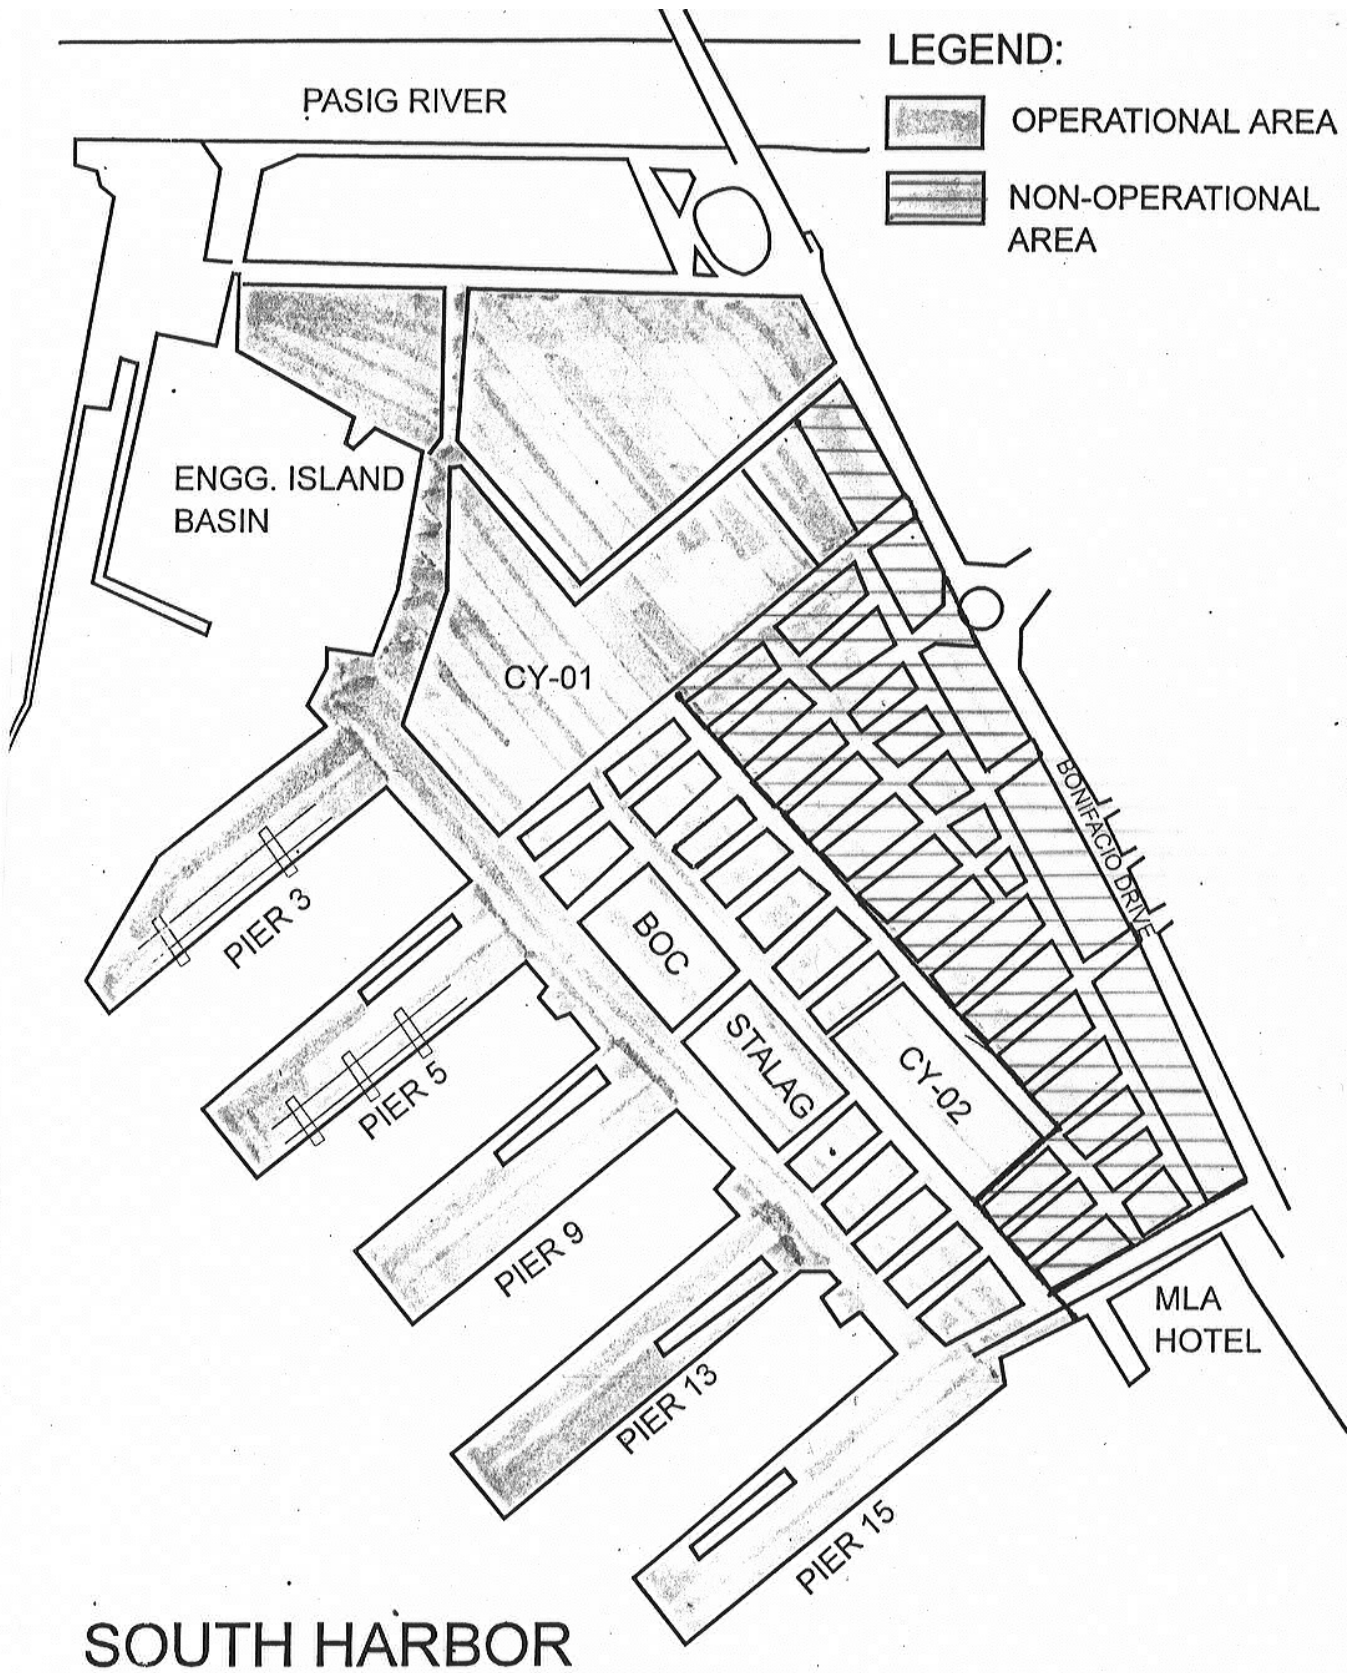 LEGEND:
PASIG RIVER
OPERATIONAL AREA
NON-OPERATIONAL
AREA
ENGG. ISLAND
BASIN
CY-01
BONIFACIO DRIVE
PIER 3
BOC
STALAG
CY-02
PIER 5
PIER 9
MLA
HOTEL
PIER 13
PIER 15
SOUTH HARBOR